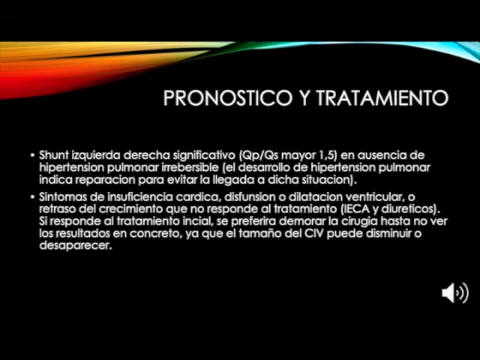 PRONOSTICO Y TRATAMIENTO
• Shunt izquierda derecha significativo (Qp/Qs mayor 1,5) en ausencia de
hipertension pulmonar irrebersible (el desarrollo de hipertension pulmonar
indica reparacion para evitar la llegada a dicha situacion).
• Sintomas de insuficencia cardica, disfunsion o dilatacion ventricular, o
retraso del crecimiento que no responden al tratamiento (IECA y diureticos).
Si responde al tratamiento incial, se preferira demorar la cirugia hasta no ver
los resultados en concreto, ya que el tamaño del CIV puede disminuir o
desaparecer.